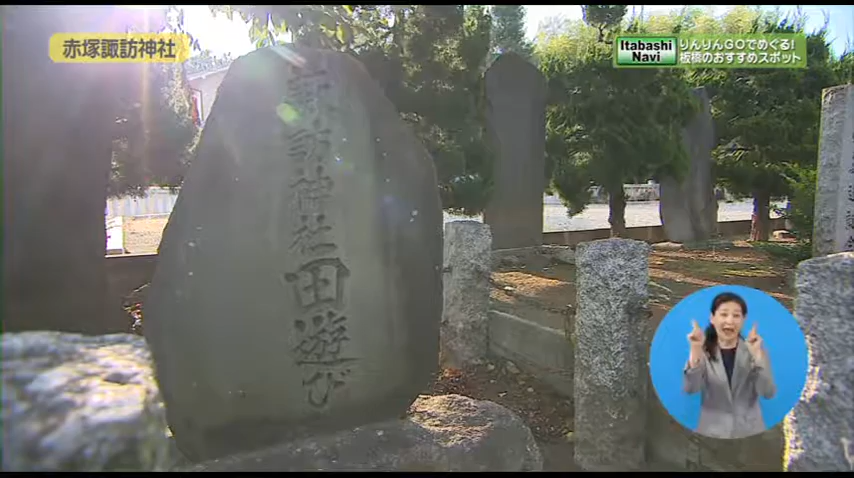 赤塚諏訪神社
Itabashi
Navi
りんりんGOでめぐる!
板橋のおすすめスポット
諏訪神社田遊び